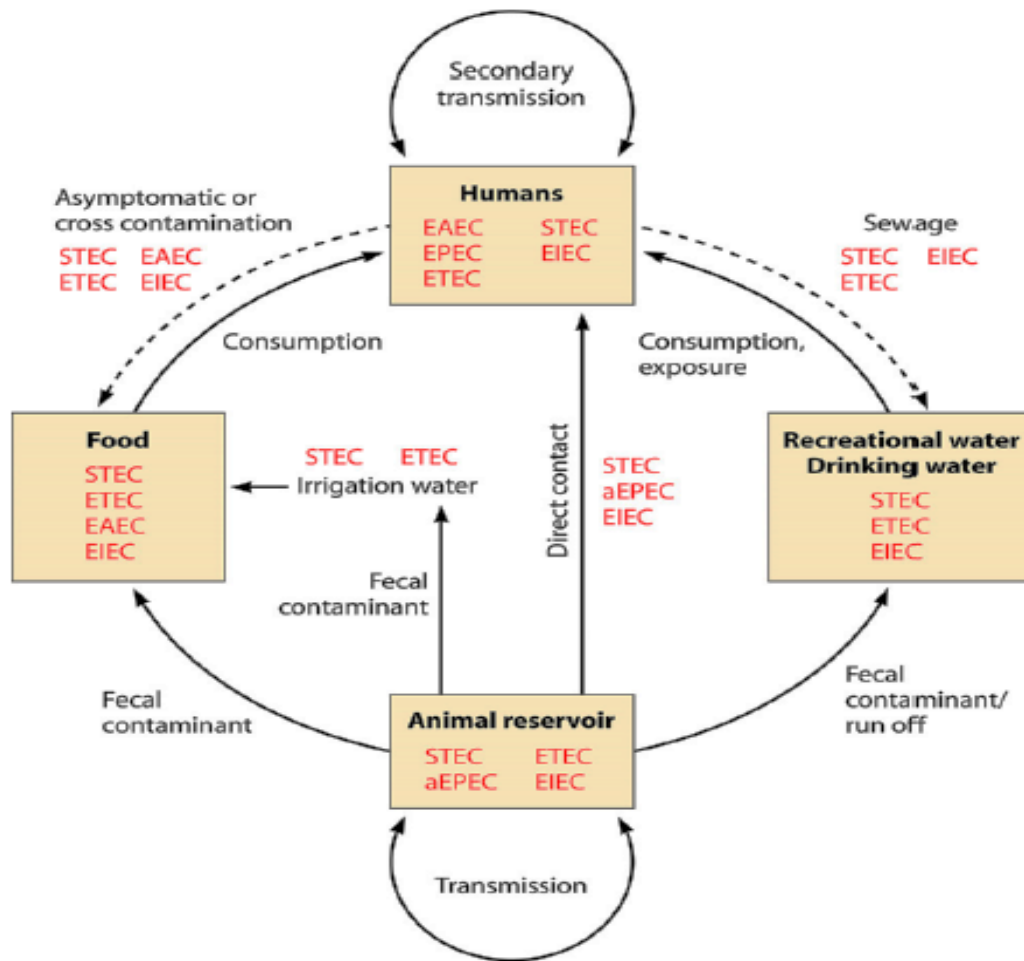 Secondary
transmission
Humans
EAEC STEC
EPEC EIEC
ETEC
Asymptomatic or
cross contamination
STEC EAEC
ETEC EIEC
Sewage
STEC EIEC
ETEC
Consumption
Consumption,
exposure
Food
STEC
ETEC
EAEC
EIEC
STEC ETEC
Irrigation water
Direct contact
STEC
aEPEC
EIEC
Recreational water
Drinking water
STEC
ETEC
EIEC
Fecal
contaminant
Fecal
contaminant
Fecal
contaminant/
run off
Animal reservoir
STEC ETEC
aEPEC EIEC
Transmission